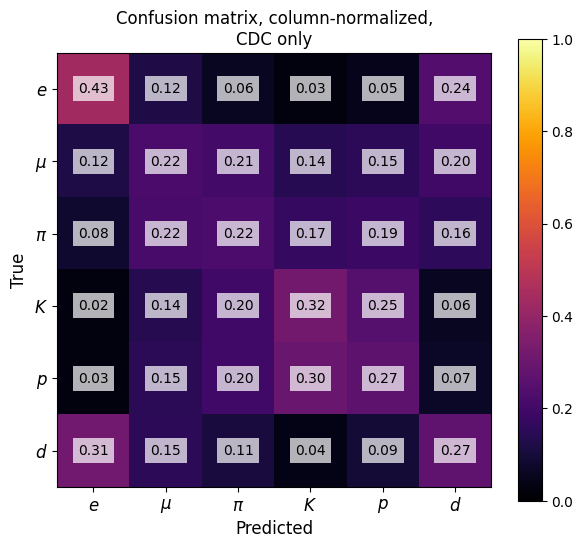 Confusion matrix, column-normalized,
CDC only
e 0.43 0.12 0.06 0.03 0.05 0.24
μ 0.12 0.22 0.21 0.14 0.15 0.20
π 0.08 0.22 0.22 0.17 0.19 0.16
K 0.02 0.14 0.20 0.32 0.25 0.06
p 0.03 0.15 0.20 0.30 0.27 0.07
d 0.31 0.15 0.11 0.04 0.09 0.27
e μ π K p d
Predicted
True
1.0
0.8
0.6
0.4
0.2
0.0